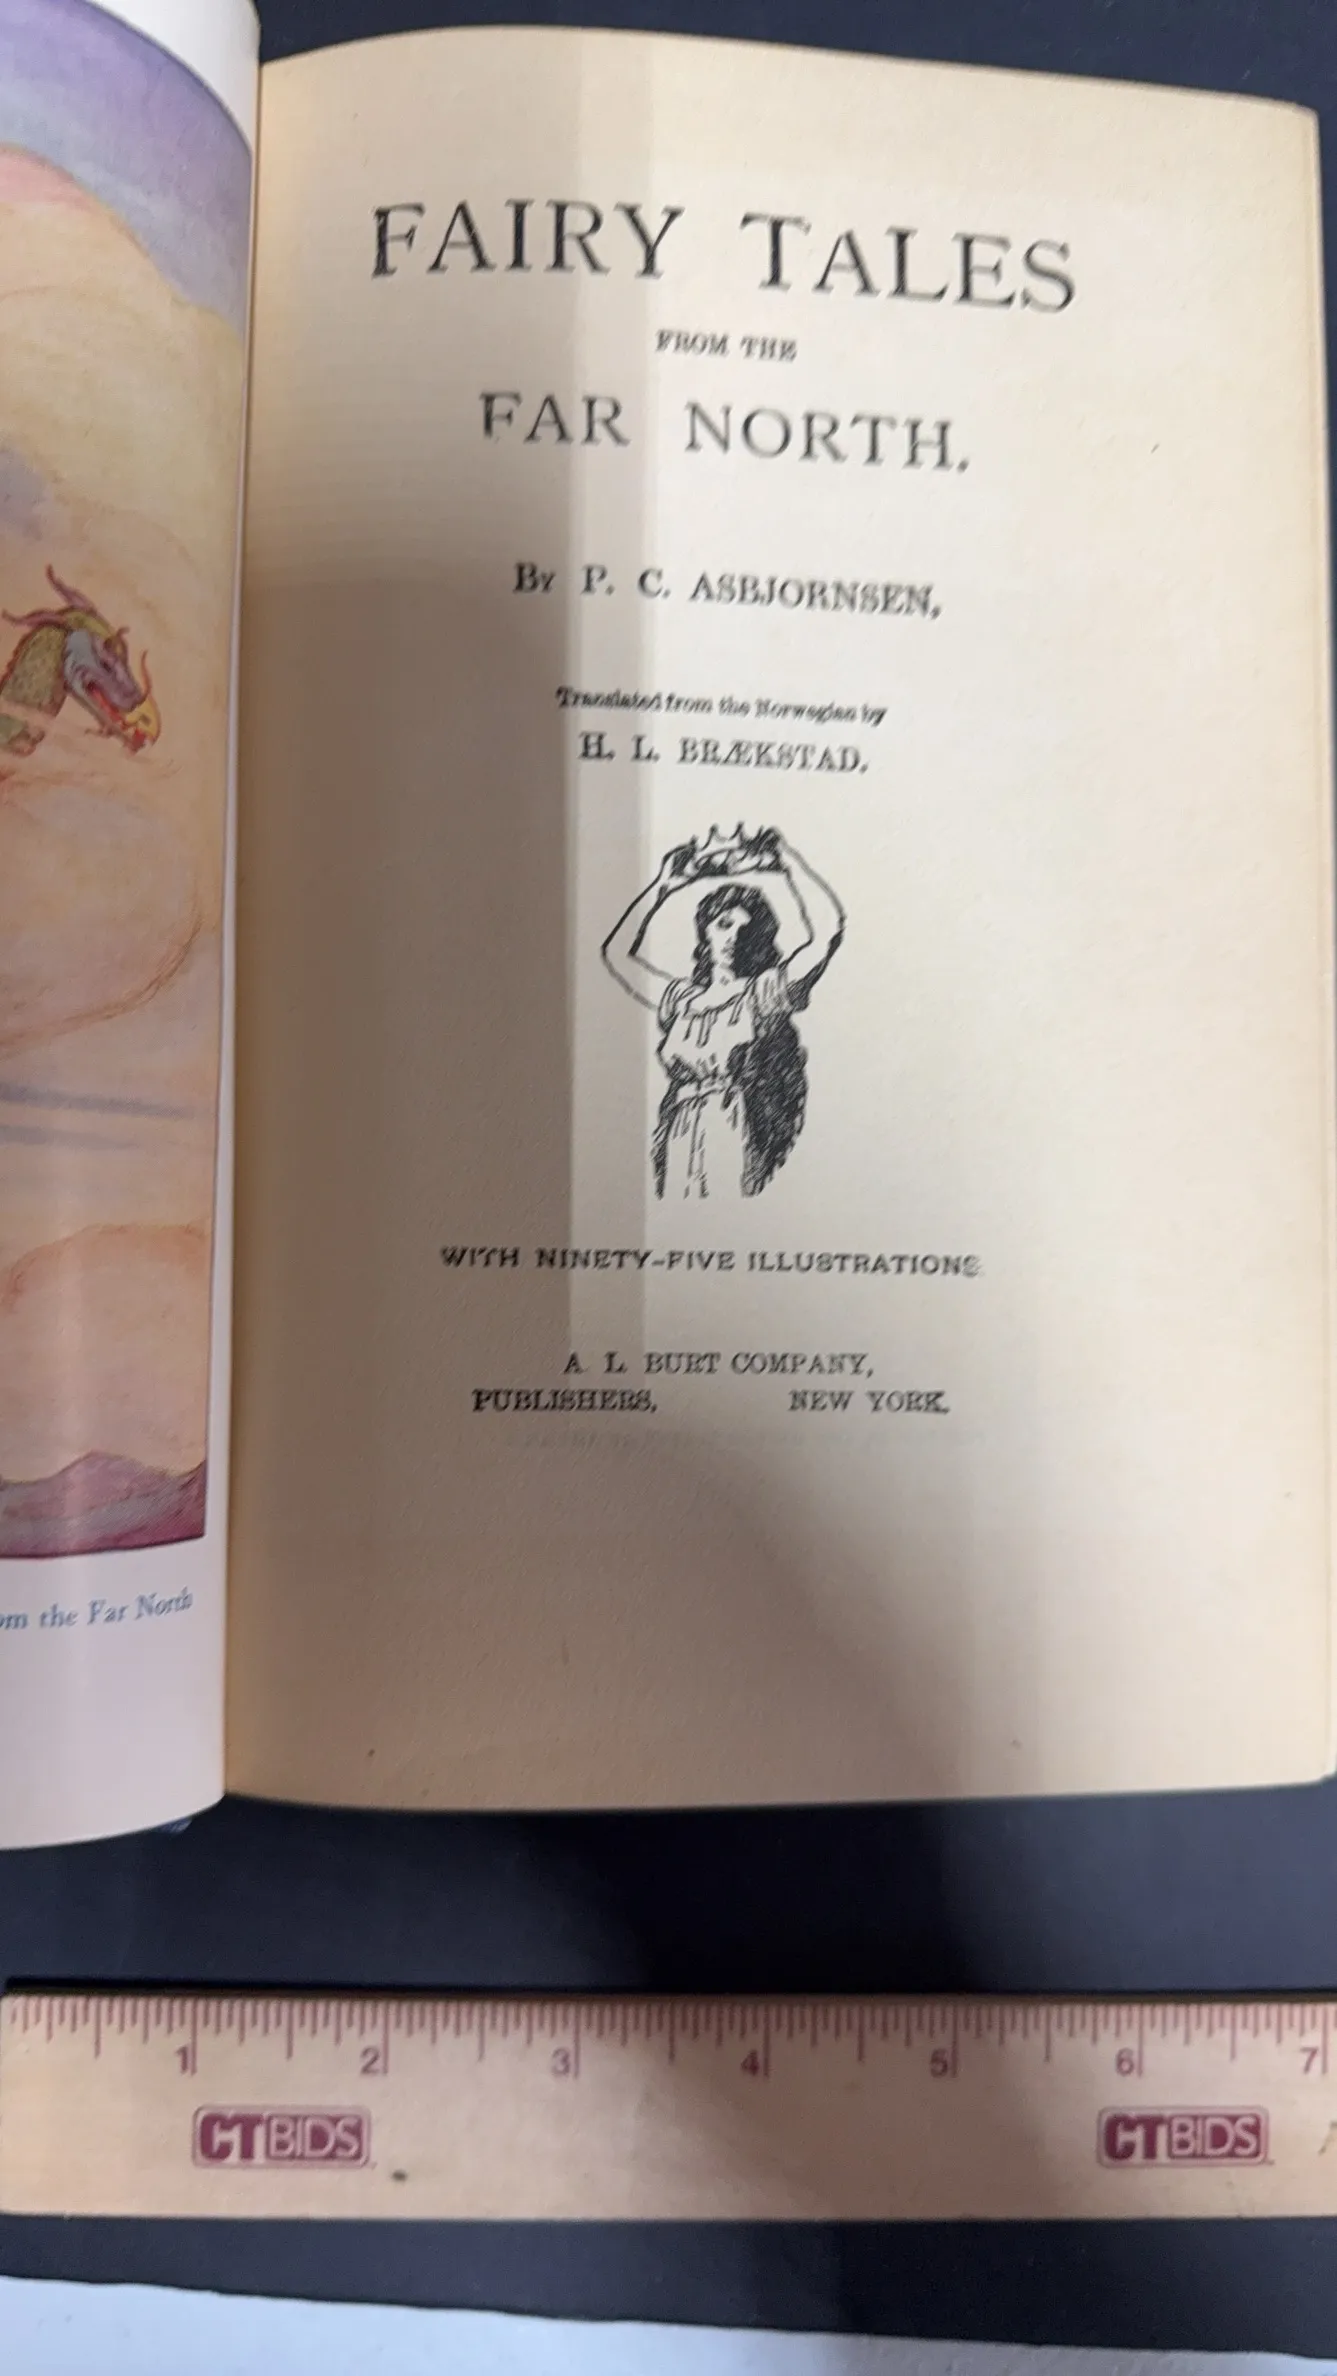 FAIRY TALES
FROM THE
FAR NORTH.
By P. C. ASBJORNSEN,
Translated from the Norwegian by
H. L. BRÆKSTAD.
WITH NINETY-FIVE ILLUSTRATIONS
A L BURT COMPANY,
PUBLISHERS, NEW YORK.
om the Far North
1 2 3 4 5 6 7
CTBIDS CTBIDS